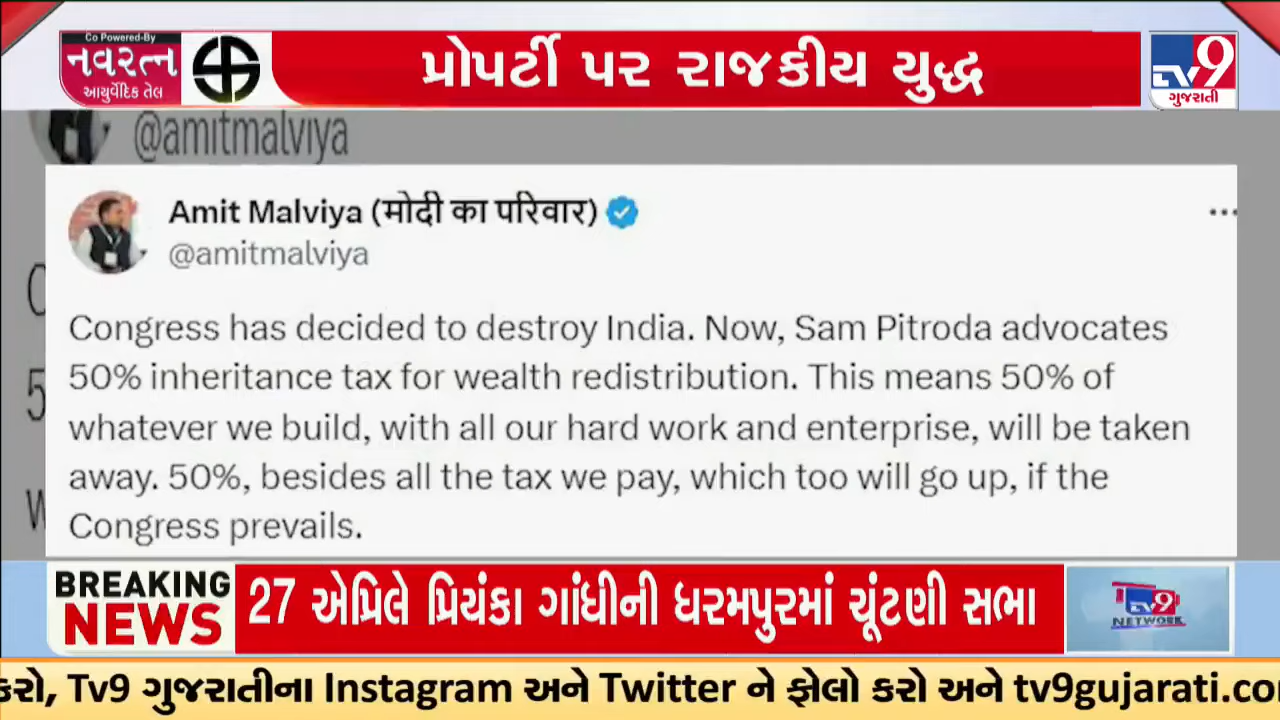 Co Powered-By
નવરત્ન
આયુર્વેદિક તેલ
પ્રોપર્ટી પર રાજકીય યુદ્ધ
TV9
ગુજરાતી
@amitmalviya
Amit Malviya (मोदी का परिवार)
@amitmalviya
Congress has decided to destroy India. Now, Sam Pitroda advocates
50% inheritance tax for wealth redistribution. This means 50% of
whatever we build, with all our hard work and enterprise, will be taken
away. 50%, besides all the tax we pay, which too will go up, if the
Congress prevails.
BREAKING
NEWS
27 એપ્રિલે પ્રિયંકા ગાંધીની ધરમપુરમાં ચૂંટણી સભા
TV9
NETWORK
કરો, Tv9 ગુજરાતીના Instagram અને Twitter ને ફોલો કરો અને tv9gujarati.co